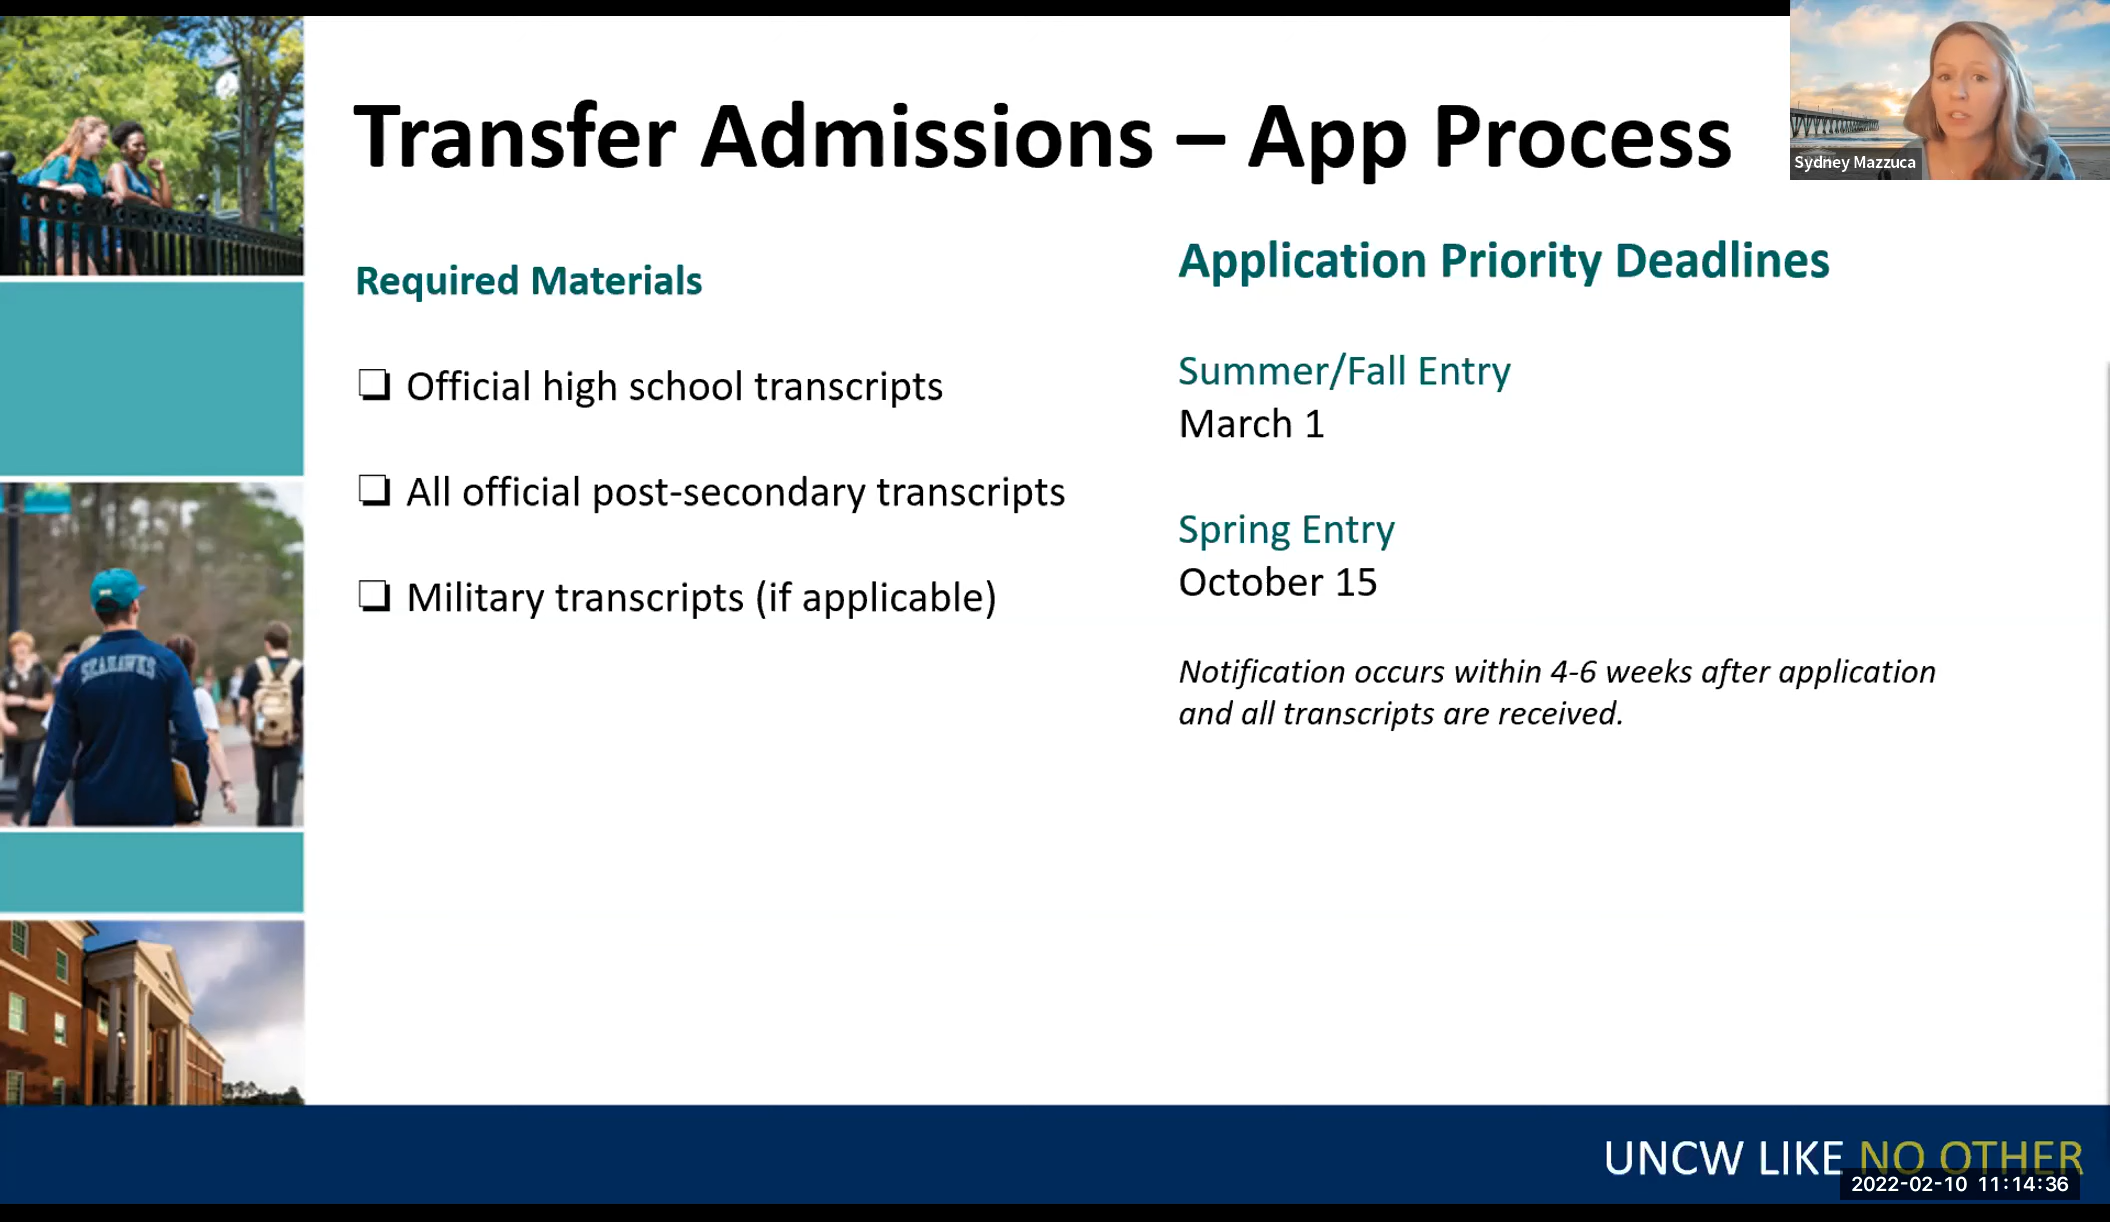 Transfer Admissions – App Process
Sydney Mazzuca
Required Materials
❏ Official high school transcripts
❏ All official post-secondary transcripts
❏ Military transcripts (if applicable)
Application Priority Deadlines
Summer/Fall Entry
March 1
Spring Entry
October 15
Notification occurs within 4-6 weeks after application
and all transcripts are received.
SEAHAWKS
UNCW LIKE NO OTHER
2022-02-10 11:14:36